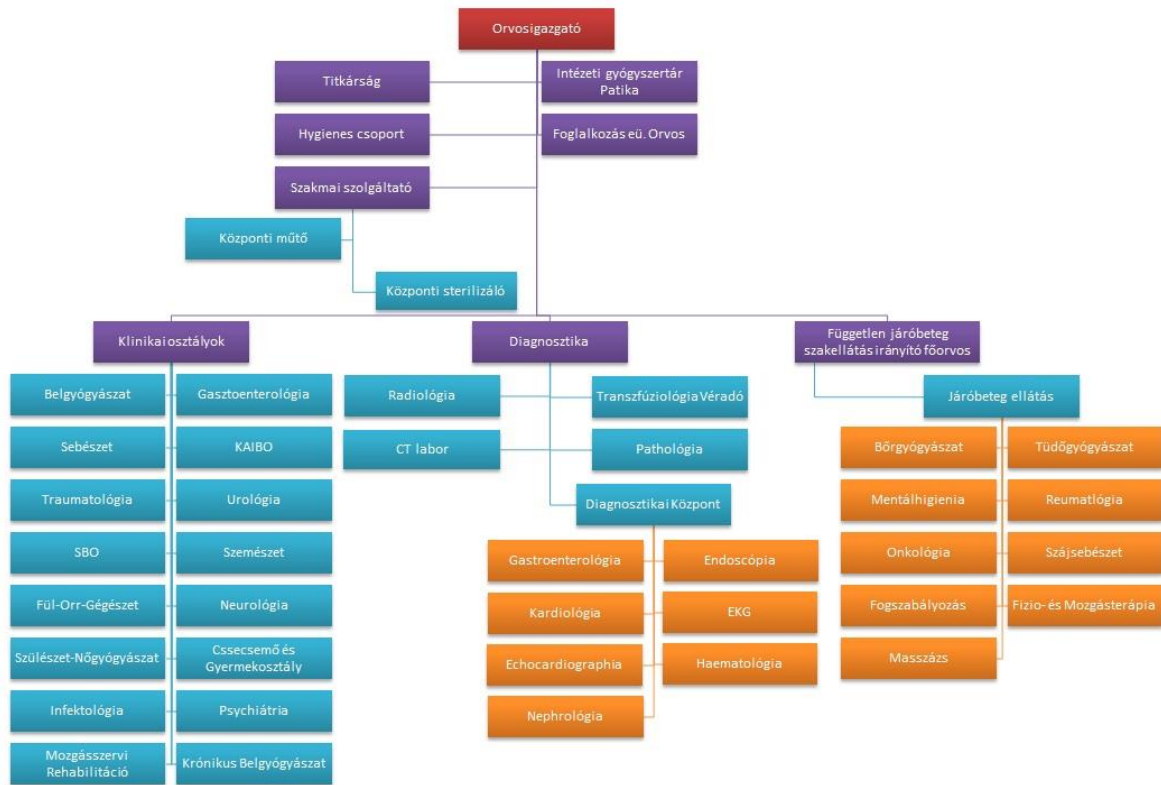 Orvosigazgató
Titkárság
Intézeti gyógyszertár
Patika
Hygienes csoport
Foglalkozás eü. Orvos
Szakmai szolgáltató
Központi műtő
Központi sterilizáló
Klinikai osztályok
Diagnosztika
Független járóbeteg
szakellátás irányító főorvos
Belgyógyászat
Gasztoenterológia
Sebészet
KAIBO
Traumatológia
Urológia
SBO
Szemészet
Fül-Orr-Gégészet
Neurológia
Szülészet-Nőgyógyászat
Cssecsemő és
Gyermekosztály
Infektológia
Psychiátria
Mozgásszervi
Rehabilitáció
Krónikus Belgyógyászat
Radiológia
Transzfúziológia Véradó
CT labor
Pathológia
Diagnosztikai Központ
Gastroenterológia
Endoscópia
Kardiológia
EKG
Echocardiographia
Haematológia
Nephrológia
Járóbeteg ellátás
Bőrgyógyászat
Tüdőgyógyászat
Mentálhigienia
Reumatlógia
Onkológia
Szájsebészet
Fogszabályozás
Fizio- és Mozgásterápia
Masszázs